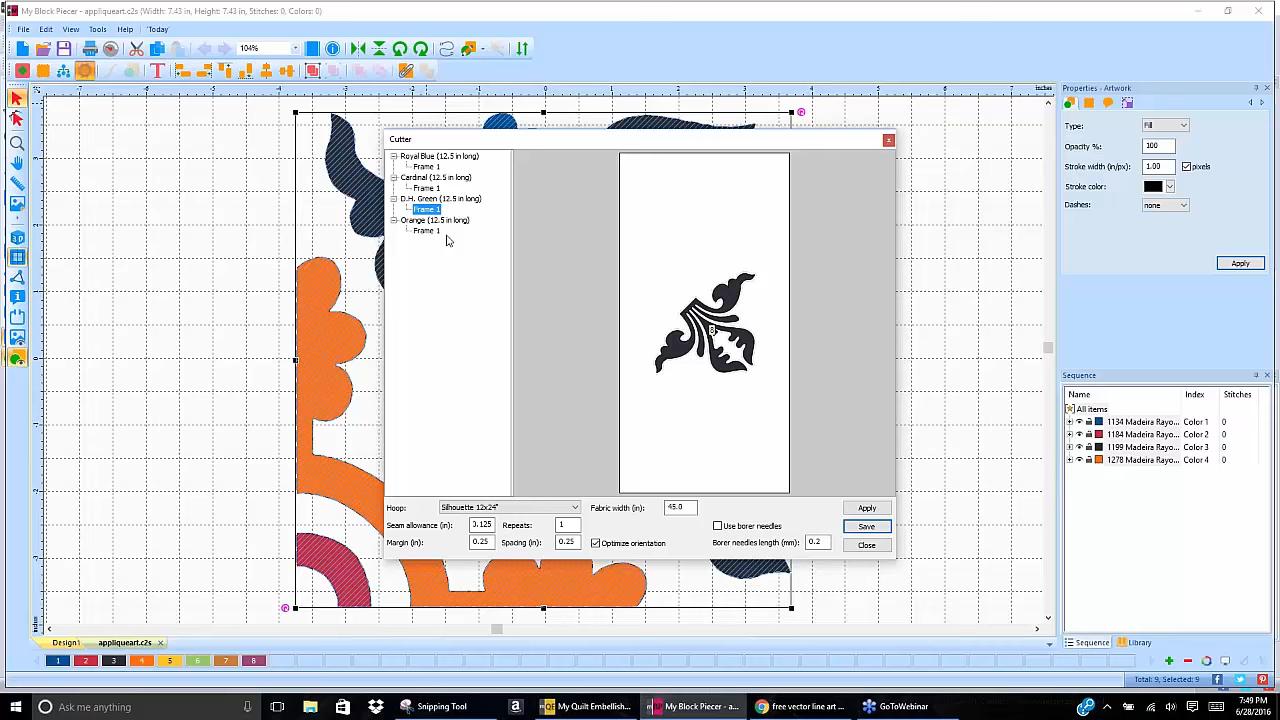 My Block Piecer - appliqueart.c2s (Width: 7.43 in, Height: 7.43 in, Stitches: 0, Colors: 0)
File Edit View Tools Help 'Today'
104%
inches
Properties - Artwork
Type: Fill
Opacity %: 100
Stroke width (in/px): 1.00 pixels
Stroke color:
Dashes: none
Apply
Cutter
Royal Blue (12.5 in long)
Frame 1
Cardinal (12.5 in long)
Frame 1
D.H. Green (12.5 in long)
Frame 1
Orange (12.5 in long)
Frame 1
Hoop: Silhouette 12x24" Fabric width (in): 45.0 Apply
Seam allowance (in): 3.125 Repeats: 1 Use borer needles Save
Margin (in): 0.25 Spacing (in): 0.25 Optimize orientation Borer needles length (mm): 0.2 Close
Sequence
Name Index Stitches
All items
1134 Madeira Rayo... Color 1 0
1184 Madeira Rayo... Color 2 0
1199 Madeira Rayo... Color 3 0
1278 Madeira Rayo... Color 4 0
Design1 appliqueart.c2s
Sequence Library
1 2 3 4 5 6 7 8
Total: 9, Selected: 9
Ask me anything
Snipping Tool
My Quilt Embellish...
My Block Piecer - a...
free vector line art ...
GoToWebinar
7:49 PM
6/28/2016